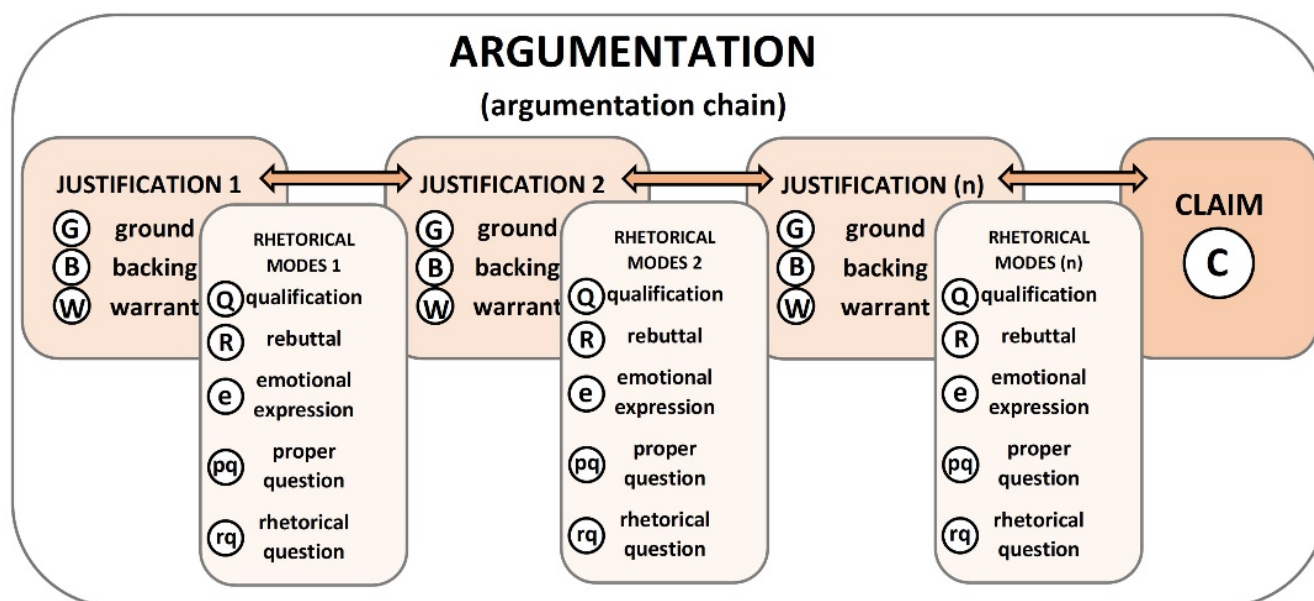 ARGUMENTATION
(argumentation chain)
JUSTIFICATION 1
G ground
B backing
W warrant
RHETORICAL
MODES 1
Q qualification
R rebuttal
e emotional
expression
pq proper
question
rq rhetorical
question
JUSTIFICATION 2
G ground
B backing
W warrant
RHETORICAL
MODES 2
Q qualification
R rebuttal
e emotional
expression
pq proper
question
rq rhetorical
question
JUSTIFICATION (n)
G ground
B backing
W warrant
RHETORICAL
MODES (n)
Q qualification
R rebuttal
e emotional
expression
pq proper
question
rq rhetorical
question
CLAIM
C